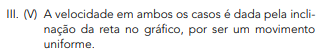 III. (V) A velocidade em ambos os casos é dada pela incli-
nação da reta no gráfico, por ser um movimento
uniforme.